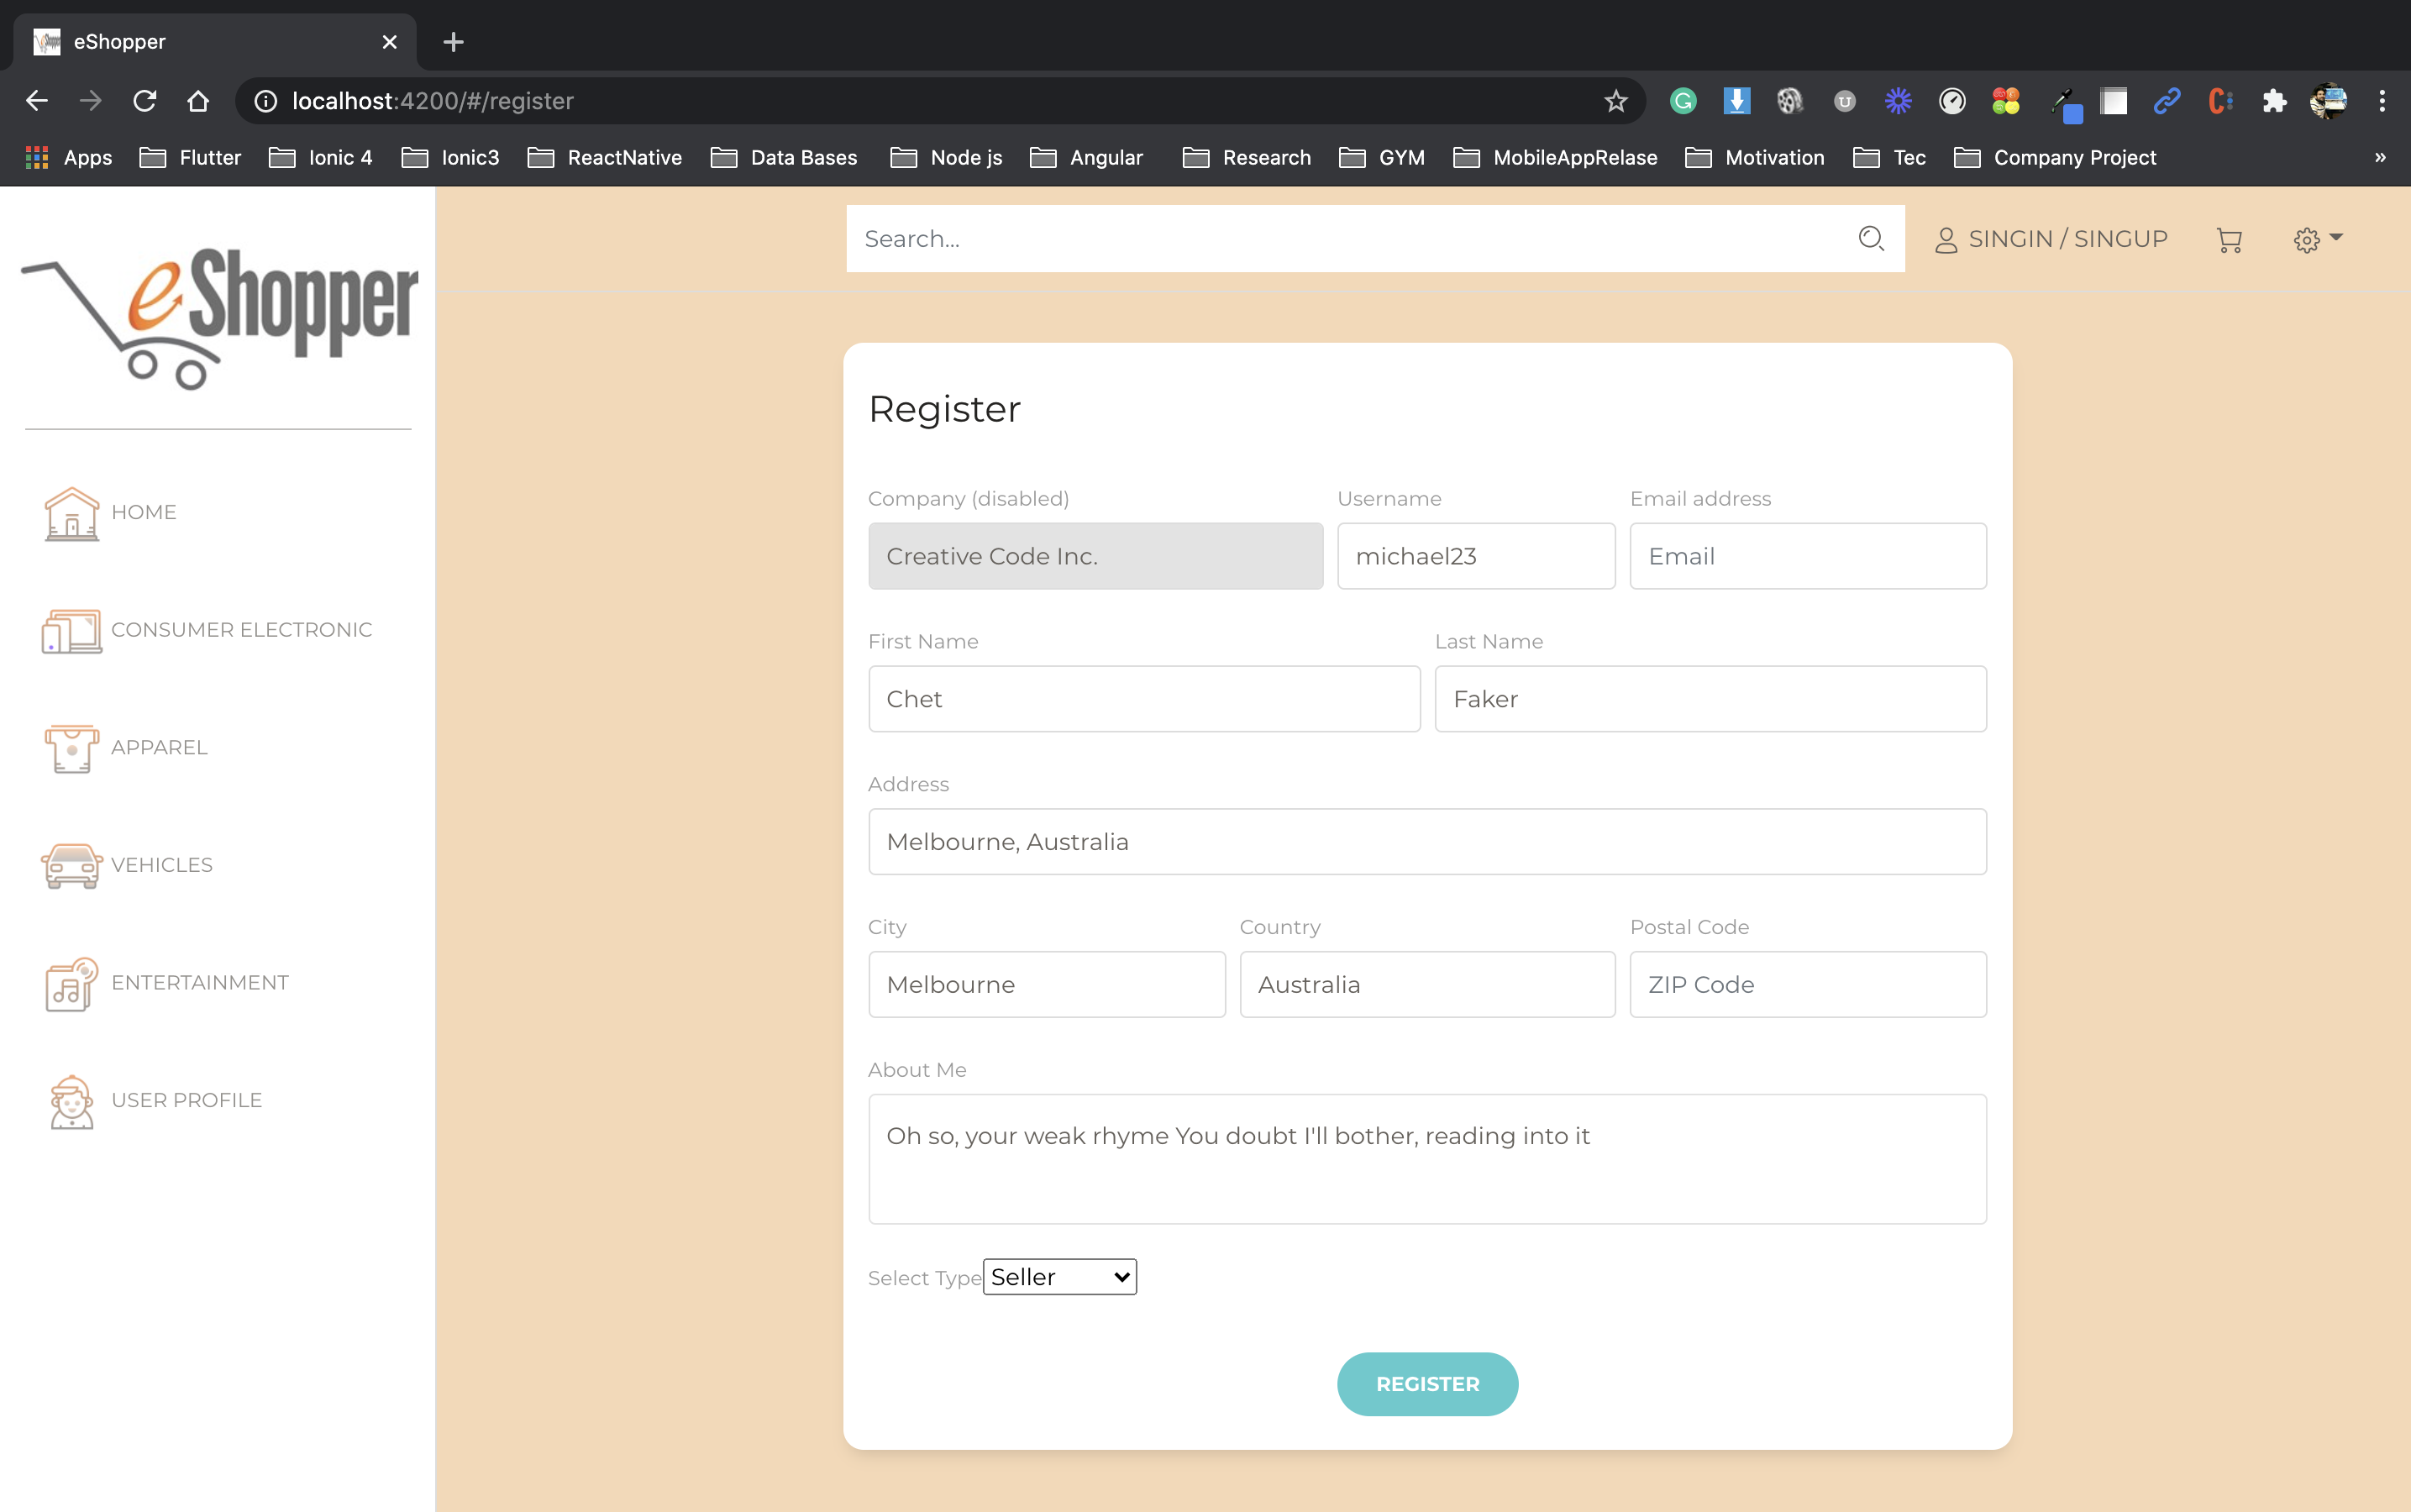 eShopper
localhost:4200/#/register
Apps Flutter Ionic 4 Ionic3 ReactNative Data Bases Node js Angular Research GYM MobileAppRelase Motivation Tec Company Project »
eShopper
Search...
SINGIN / SINGUP
HOME
CONSUMER ELECTRONIC
APPAREL
VEHICLES
ENTERTAINMENT
USER PROFILE
Register
Company (disabled) Username Email address
Creative Code Inc. michael23 Email
First Name Last Name
Chet Faker
Address
Melbourne, Australia
City Country Postal Code
Melbourne Australia ZIP Code
About Me
Oh so, your weak rhyme You doubt I'll bother, reading into it
Select Type Seller
REGISTER